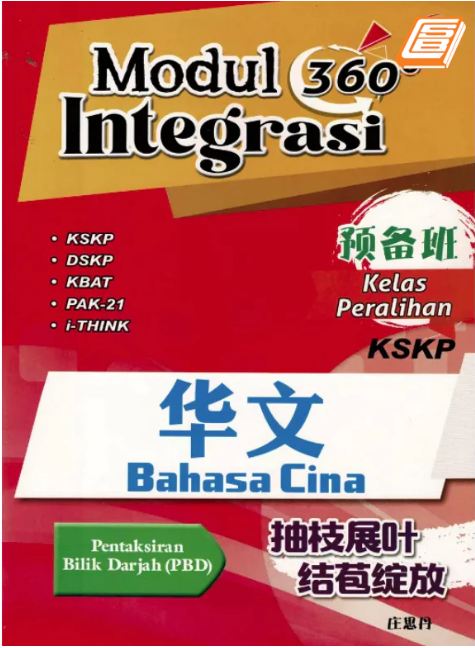 Modul 360°
Integrasi
• KSKP
• DSKP
• KBAT
• PAK-21
• i-THINK
预备班
Kelas
Peralihan
KSKP
华文
Bahasa Cina
Pentaksiran
Bilik Darjah (PBD)
抽枝展叶
结苞绽放
庄思丹